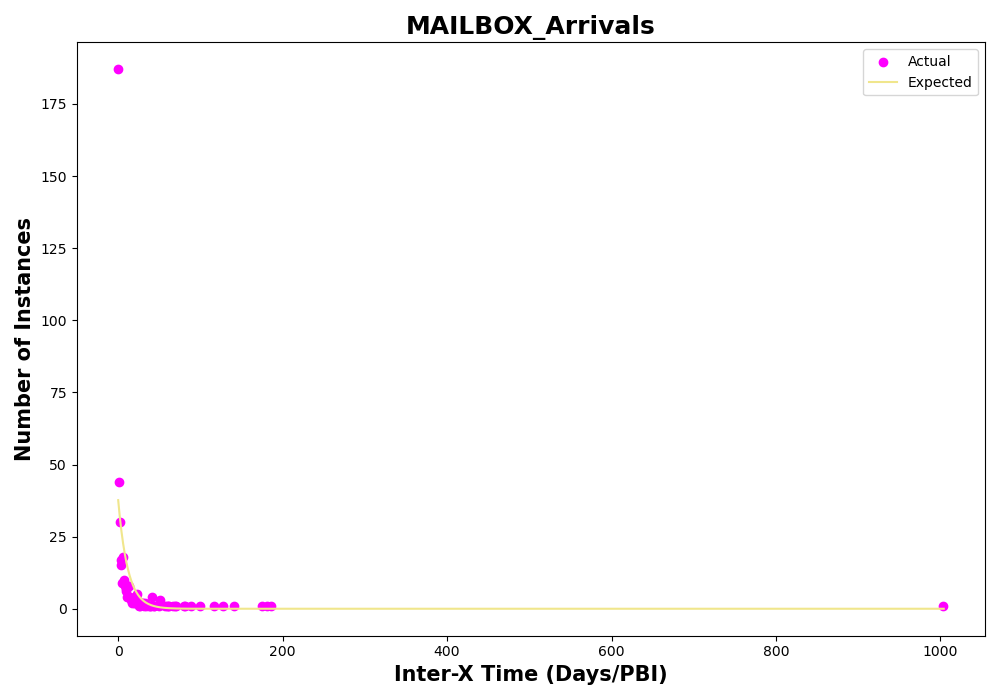 MAILBOX_Arrivals
Actual
Expected
175
150
125
100
75
50
25
0
Number of Instances
0
200
400
600
800
1000
Inter-X Time (Days/PBI)